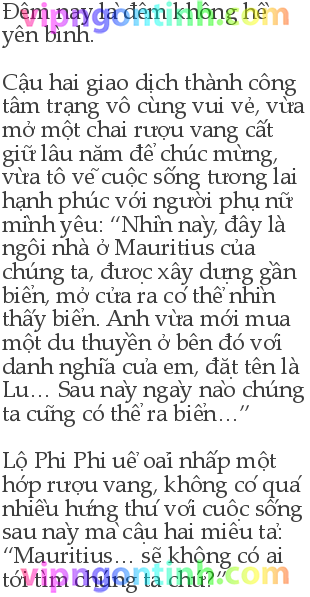 Đêm nay là đêm không hề
yên bình.
Cậu hai giao dịch thành công
tâm trạng vô cùng vui vẻ, vừa
mở một chai rượu vang cất
giữ lâu năm để chúc mừng,
vừa tô vẽ cuộc sống tương lai
hạnh phúc với người phụ nữ
mình yêu: “Nhìn này, đây là
ngôi nhà ở Mauritius của
chúng ta, được xây dựng gần
biển, mở cửa ra có thể nhìn
thấy biển. Anh vừa mới mua
một du thuyền ở bên đó với
danh nghĩa của em, đặt tên là
Lu... Sau này ngày nào chúng
ta cũng có thể ra biển...”
Lộ Phi Phi uể oải nhấp một
hớp rượu vang, không có quá
nhiều hứng thú với cuộc sống
sau này mà cậu hai miêu tả:
“Mauritius... sẽ không có ai
tới tìm chúng ta chứ?”
vipngontinh.com
vipngontinh.com